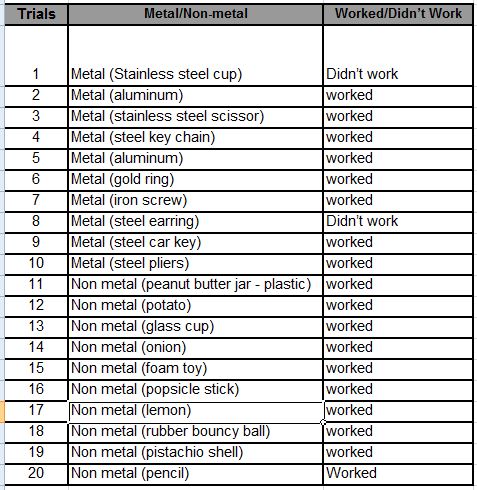 Trials Metal/Non-metal Worked/Didn't Work
1 Metal (Stainless steel cup) Didn't work
2 Metal (aluminum) worked
3 Metal (stainless steel scissor) worked
4 Metal (steel key chain) worked
5 Metal (aluminum) worked
6 Metal (gold ring) worked
7 Metal (iron screw) worked
8 Metal (steel earring) Didn't work
9 Metal (steel car key) worked
10 Metal (steel pliers) worked
11 Non metal (peanut butter jar - plastic) worked
12 Non metal (potato) worked
13 Non metal (glass cup) worked
14 Non metal (onion) worked
15 Non metal (foam toy) worked
16 Non metal (popsicle stick) worked
17 Non metal (lemon) worked
18 Non metal (rubber bouncy ball) worked
19 Non metal (pistachio shell) worked
20 Non metal (pencil) Worked